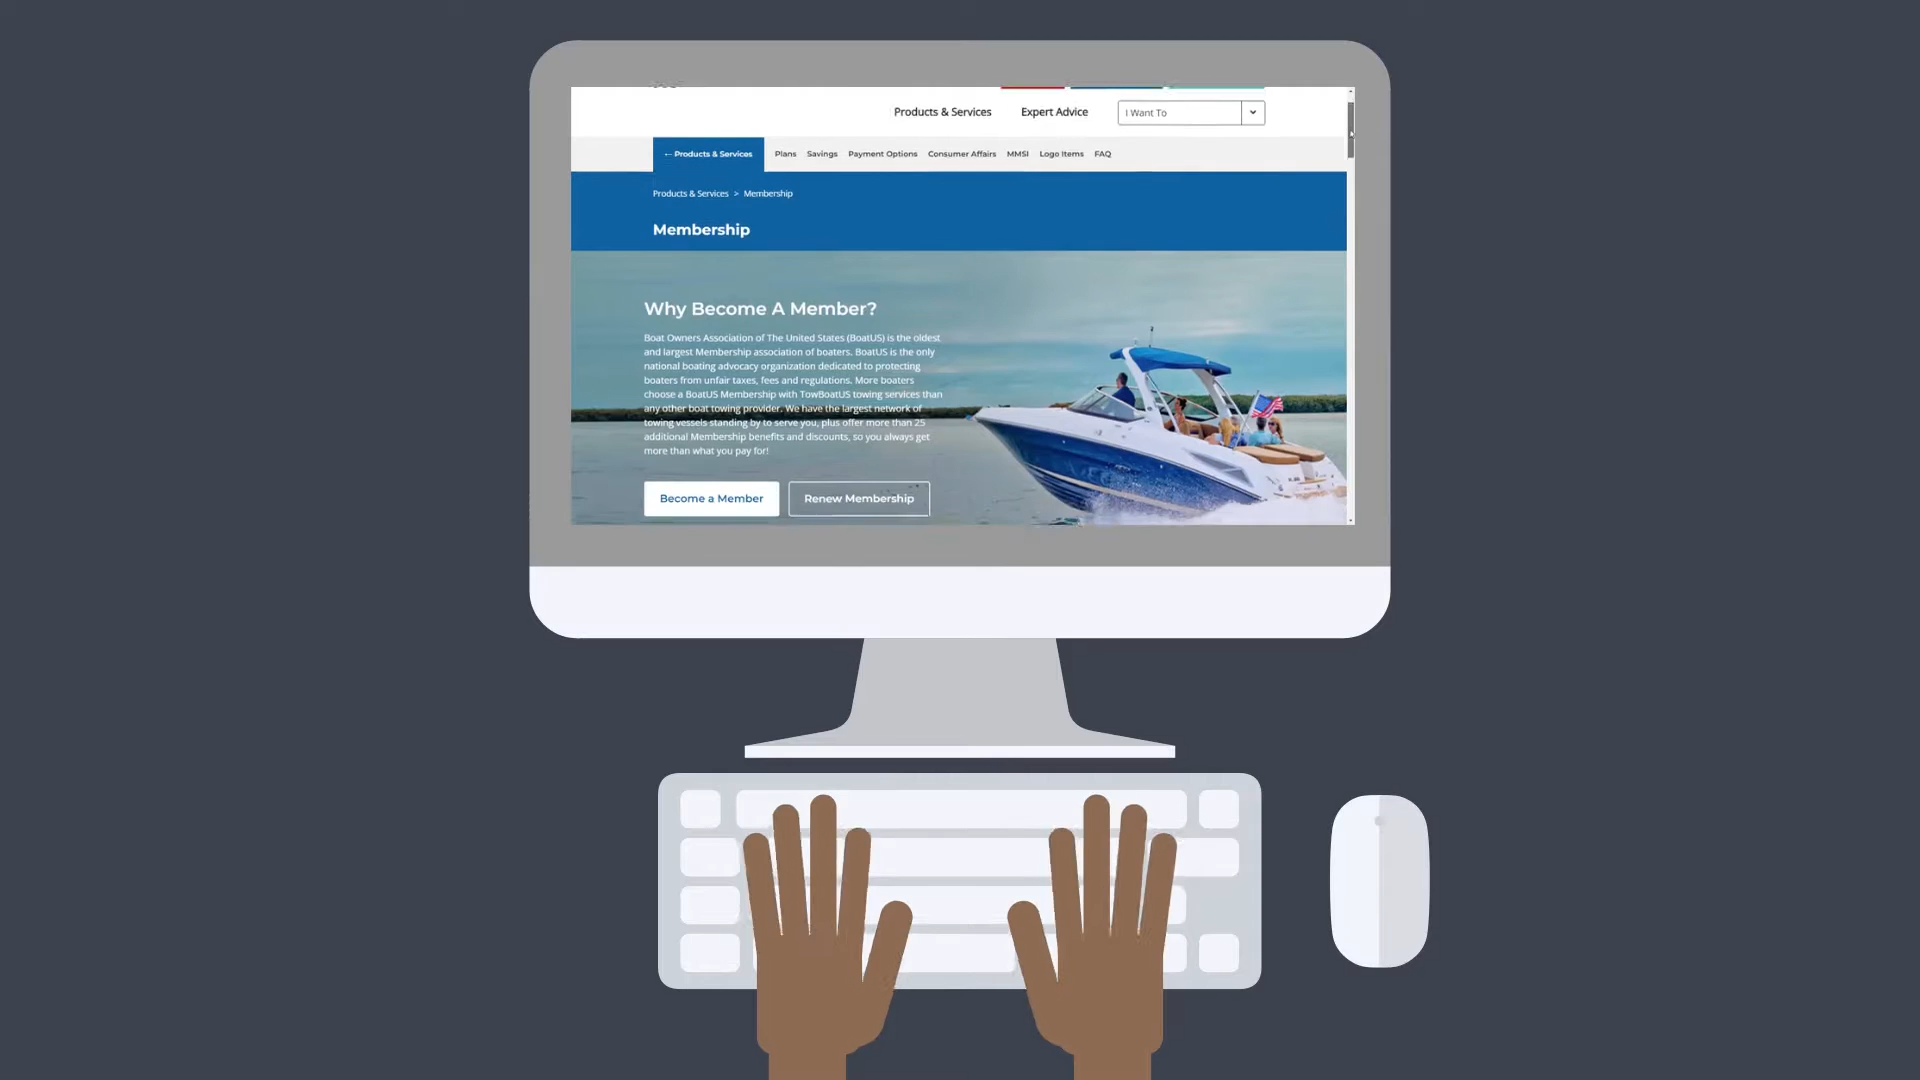 Products & Services Expert Advice I Want To
← Products & Services Plans Savings Payment Options Consumer Affairs MMSI Logo Items FAQ
Products & Services > Membership
Membership
Why Become A Member?
Boat Owners Association of The United States (BoatUS) is the oldest
and largest Membership association of boaters. BoatUS is the only
national boating advocacy organization dedicated to protecting
boaters from unfair taxes, fees and regulations. More boaters
choose a BoatUS Membership with TowBoatUS towing services than
any other boat towing provider. We have the largest network of
towing vessels standing by to serve you, plus offer more than 25
additional Membership benefits and discounts, so you always get
more than what you pay for!
Become a Member Renew Membership